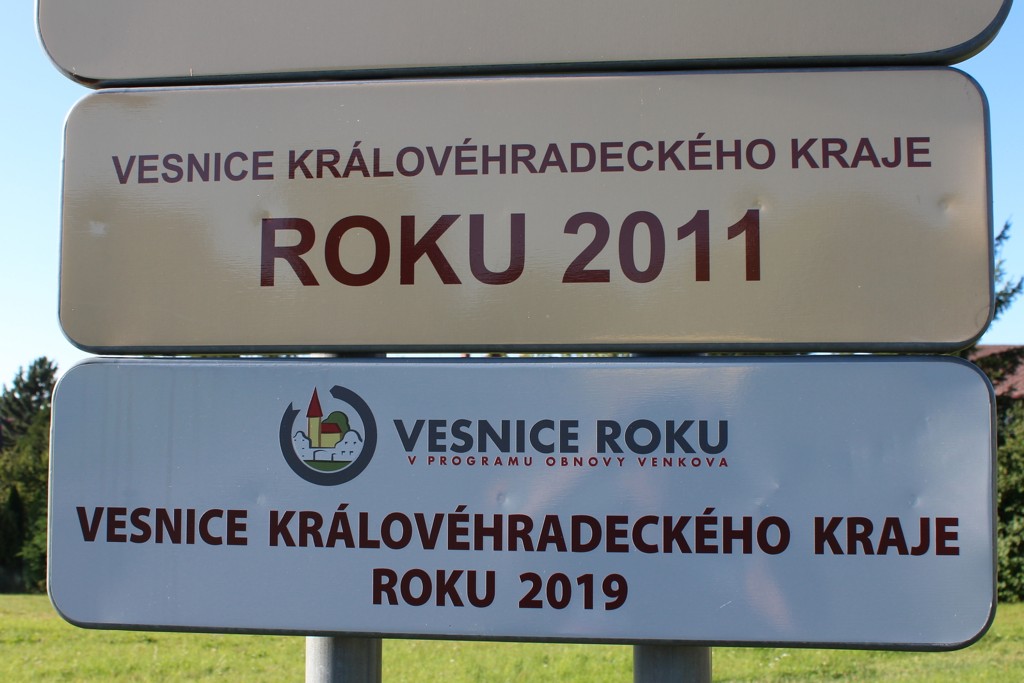 VESNICE KRÁLOVÉHRADECKÉHO KRAJE
ROKU 2011
VESNICE ROKU
V PROGRAMU OBNOVY VENKOVA
VESNICE KRÁLOVÉHRADECKÉHO KRAJE
ROKU 2019